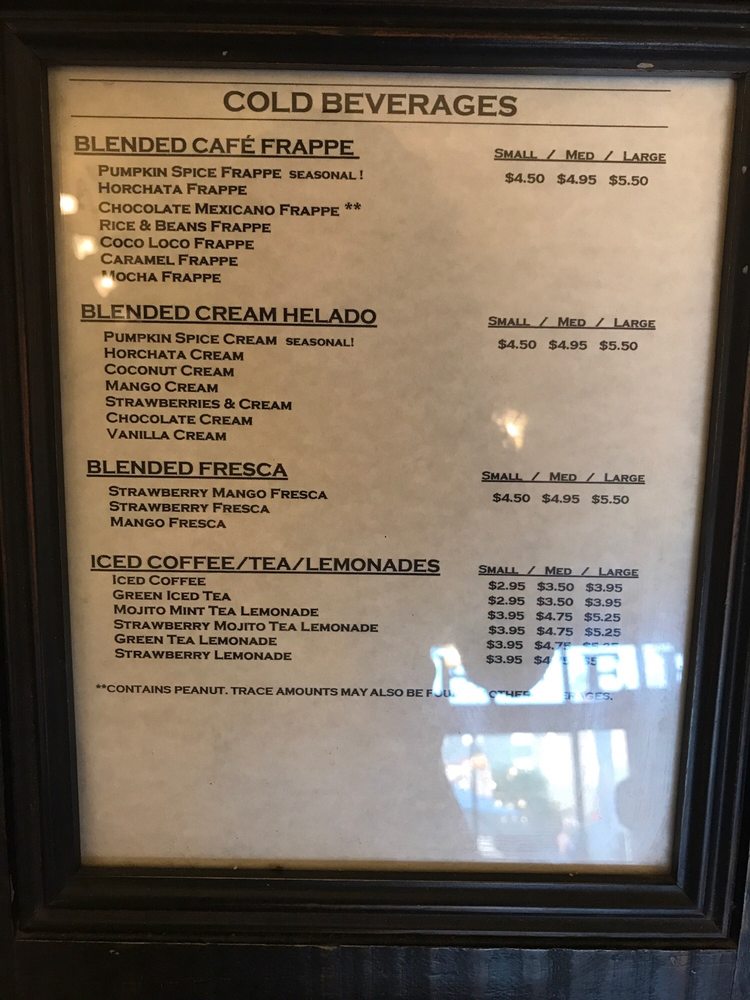 COLD BEVERAGES
BLENDED CAFÉ FRAPPE
SMALL / MED / LARGE
PUMPKIN SPICE FRAPPE SEASONAL!
$4.50 $4.95 $5.50
HORCHATA FRAPPE
CHOCOLATE MEXICANO FRAPPE **
RICE & BEANS FRAPPE
COCO LOCO FRAPPE
CARAMEL FRAPPE
MOCHA FRAPPE
BLENDED CREAM HELADO
SMALL / MED / LARGE
PUMPKIN SPICE CREAM SEASONAL!
$4.50 $4.95 $5.50
HORCHATA CREAM
COCONUT CREAM
MANGO CREAM
STRAWBERRIES & CREAM
CHOCOLATE CREAM
VANILLA CREAM
BLENDED FRESCA
SMALL / MED / LARGE
STRAWBERRY MANGO FRESCA
$4.50 $4.95 $5.50
STRAWBERRY FRESCA
MANGO FRESCA
ICED COFFEE/TEA/LEMONADES
SMALL / MED / LARGE
ICED COFFEE $2.95 $3.50 $3.95
GREEN ICED TEA $2.95 $3.50 $3.95
MOJITO MINT TEA LEMONADE $3.95 $4.75 $5.25
STRAWBERRY MOJITO TEA LEMONADE $3.95 $4.75 $5.25
GREEN TEA LEMONADE $3.95 $4.75
STRAWBERRY LEMONADE $3.95
**CONTAINS PEANUT. TRACE AMOUNTS MAY ALSO BE OTHER